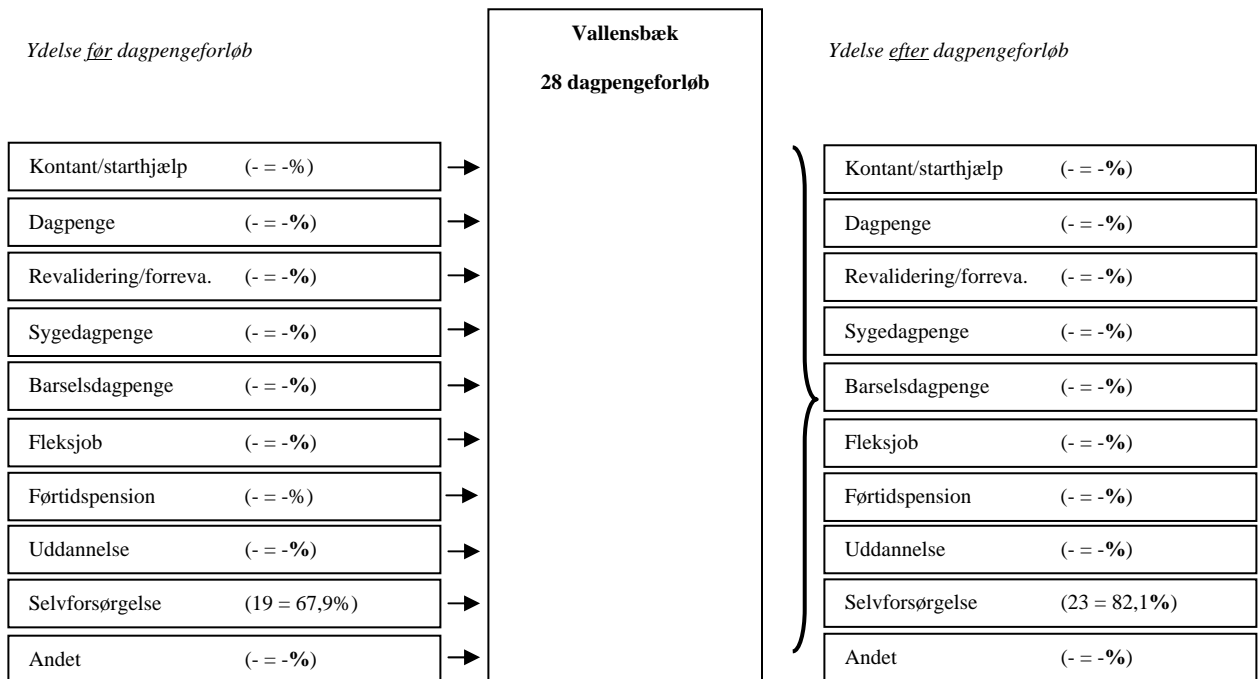 Ydelse før dagpengeforløb
Vallensbæk
28 dagpengeforløb
Ydelse efter dagpengeforløb
Kontant/starthjælp (- = -%)
Dagpenge (- = -%)
Revalidering/forreva. (- = -%)
Sygedagpenge (- = -%)
Barselsdagpenge (- = -%)
Fleksjob (- = -%)
Førtidspension (- = -%)
Uddannelse (- = -%)
Selvforsørgelse (19 = 67,9%)
Andet (- = -%)
Kontant/starthjælp (- = -%)
Dagpenge (- = -%)
Revalidering/forreva. (- = -%)
Sygedagpenge (- = -%)
Barselsdagpenge (- = -%)
Fleksjob (- = -%)
Førtidspension (- = -%)
Uddannelse (- = -%)
Selvforsørgelse (23 = 82,1%)
Andet (- = -%)